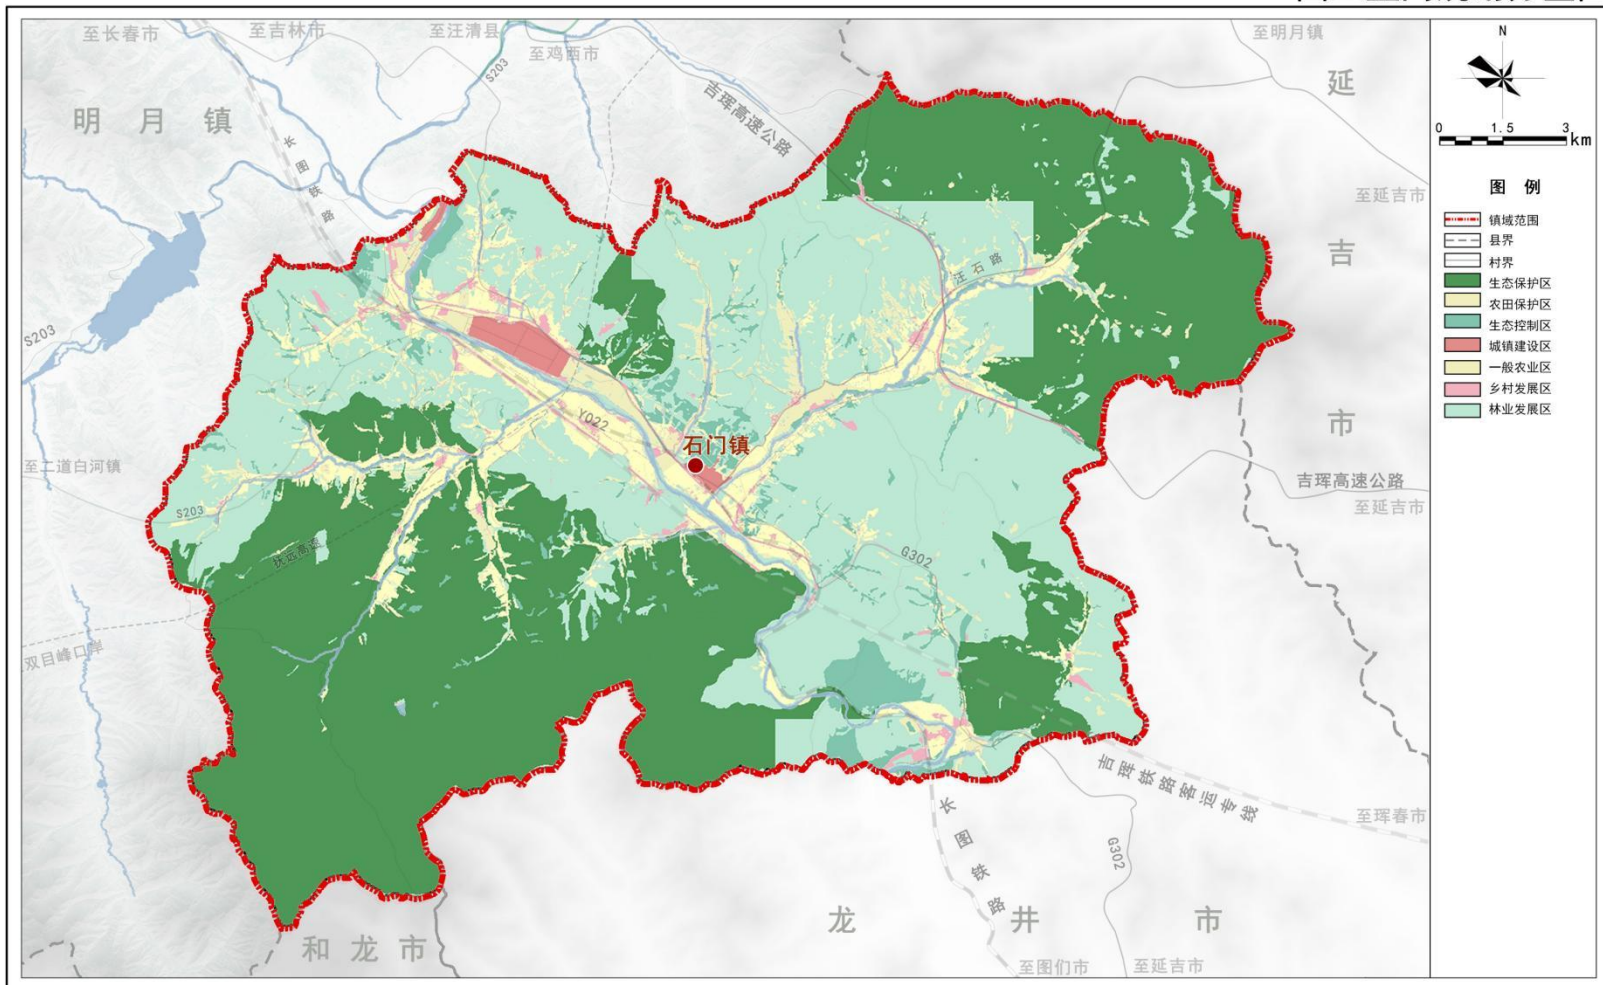 至长春市
至吉林市
至汪清县
至鸡西市
至明月镇
N
S203
延
吉珲高速公路
明月镇
0 1.5 3 km
长图铁路
图 例
至延吉市
镇域范围
县界
村界
吉
汪石路
生态保护区
农田保护区
生态控制区
S203
城镇建设区
一般农业区
乡村发展区
林业发展区
Y022
市
石门镇
至二道白河镇
吉珲高速公路
至延吉市
S203
抚远高速
G302
双目峰口岸
吉珲铁路客运专线
至珲春市
长图铁路
G302
龙井市
和龙市
至图们市
至延吉市